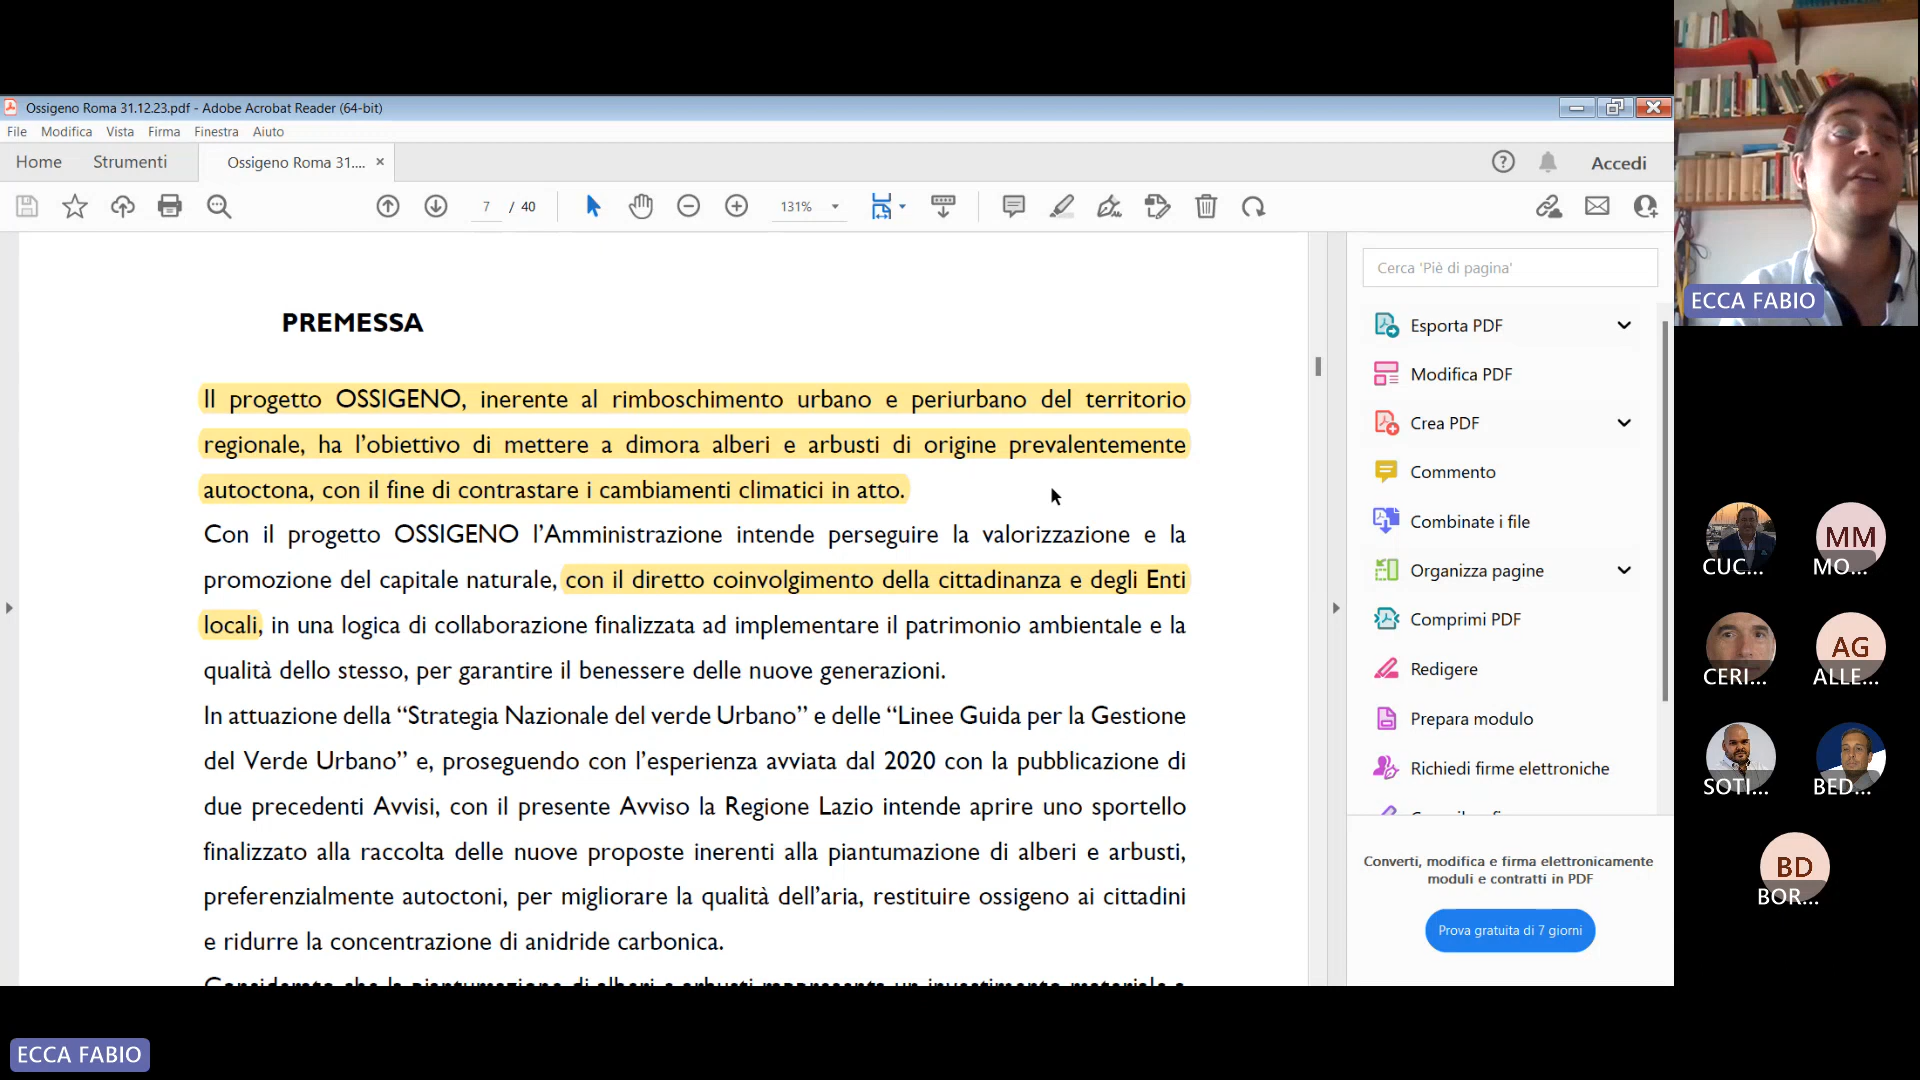 Ossigeno Roma 31.12.23.pdf - Adobe Acrobat Reader (64-bit)
File Modifica Vista Firma Finestra Aiuto
Home Strumenti Ossigeno Roma 31.... × Accedi
7 / 40 131%
PREMESSA
Il progetto OSSIGENO, inerente al rimboschimento urbano e periurbano del territorio
regionale, ha l’obiettivo di mettere a dimora alberi e arbusti di origine prevalentemente
autoctona, con il fine di contrastare i cambiamenti climatici in atto.
Con il progetto OSSIGENO l’Amministrazione intende perseguire la valorizzazione e la
promozione del capitale naturale, con il diretto coinvolgimento della cittadinanza e degli Enti
locali, in una logica di collaborazione finalizzata ad implementare il patrimonio ambientale e la
qualità dello stesso, per garantire il benessere delle nuove generazioni.
In attuazione della “Strategia Nazionale del verde Urbano” e delle “Linee Guida per la Gestione
del Verde Urbano” e, proseguendo con l’esperienza avviata dal 2020 con la pubblicazione di
due precedenti Avvisi, con il presente Avviso la Regione Lazio intende aprire uno sportello
finalizzato alla raccolta delle nuove proposte inerenti alla piantumazione di alberi e arbusti,
preferenzialmente autoctoni, per migliorare la qualità dell’aria, restituire ossigeno ai cittadini
e ridurre la concentrazione di anidride carbonica.
Considerato che la piantumazione di alberi e arbusti rappresenta un investimento materiale e
Cerca 'Piè di pagina'
Esporta PDF
Modifica PDF
Crea PDF
Commento
Combinate i file
Organizza pagine
Comprimi PDF
Redigere
Prepara modulo
Richiedi firme elettroniche
Converti, modifica e firma elettronicamente
moduli e contratti in PDF
Prova gratuita di 7 giorni
ECCA FABIO
CUC...
MM
MO...
CERI...
AG
ALLE...
SOTI...
BED...
BD
BOR...
ECCA FABIO